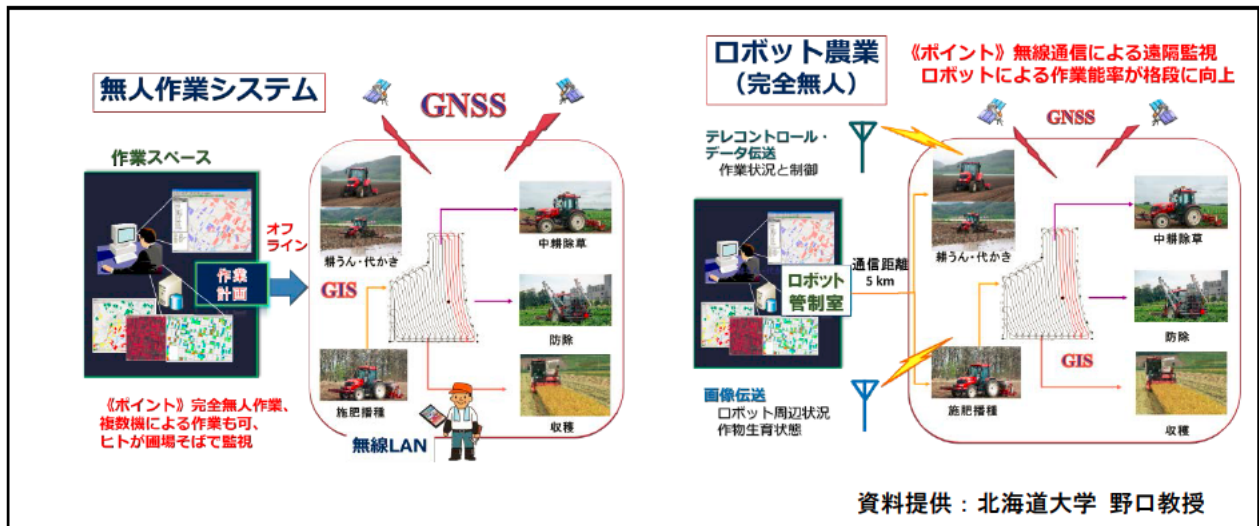 無人作業システム
GNSS
作業スペース
オフ
ライン
作業
計画
GIS
耕うん・代かき
中耕除草
防除
施肥播種
収穫
無線LAN
《ポイント》完全無人作業、
複数機による作業も可、
ヒトが圃場そばで監視
ロボット農業
（完全無人）
《ポイント》無線通信による遠隔監視
ロボットによる作業能率が格段に向上
GNSS
テレコントロール・
データ伝送
作業状況と制御
ロボット
管制室
通信距離
5 km
耕うん・代かき
中耕除草
防除
GIS
施肥播種
収穫
画像伝送
ロボット周辺状況
作物生育状態
資料提供：北海道大学 野口教授